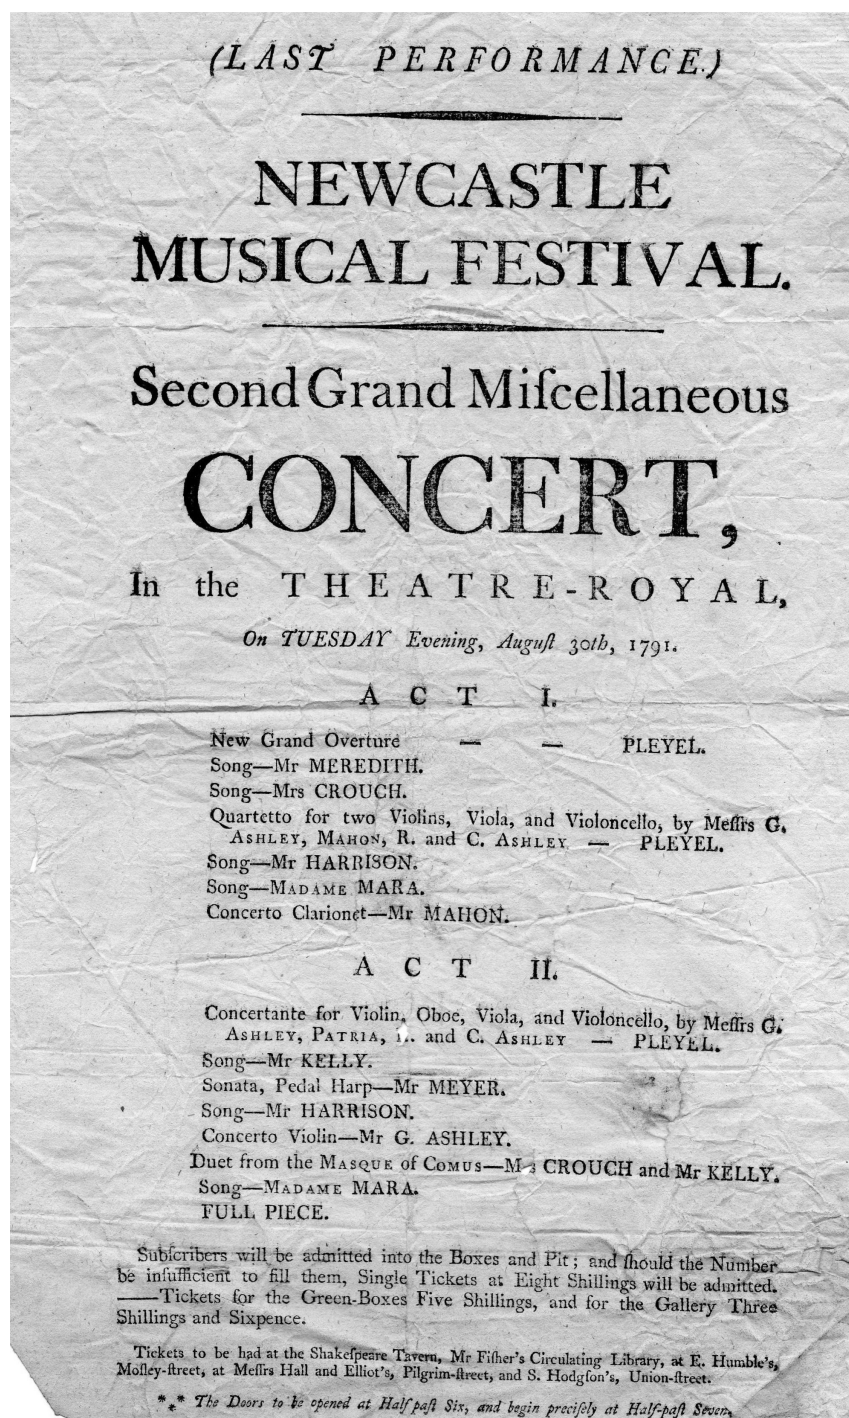 (LAST PERFORMANCE.)
NEWCASTLE
MUSICAL FESTIVAL.
Second Grand Miſcellaneous
CONCERT,
In the THEATRE-ROYAL,
On TUESDAY Evening, Auguſt 30th, 1791.
ACT I.
New Grand Overture — — PLEYEL.
Song—Mr MEREDITH.
Song—Mrs CROUCH.
Quartetto for two Violins, Viola, and Violoncello, by Meſſrs G.
ASHLEY, MAHON, R. and C. ASHLEY — PLEYEL.
Song—Mr HARRISON.
Song—MADAME MARA.
Concerto Clarionet—Mr MAHON.
ACT II.
Concertante for Violin, Oboe, Viola, and Violoncello, by Meſſrs G.
ASHLEY, PATRIA, and C. ASHLEY — PLEYEL.
Song—Mr KELLY.
Sonata, Pedal Harp—Mr MEYER.
Song—Mr HARRISON.
Concerto Violin—Mr G. ASHLEY.
Duet from the MASQUE of COMUS—Mrs CROUCH and Mr KELLY.
Song—MADAME MARA.
FULL PIECE.
Subſcribers will be admitted into the Boxes and Pit; and ſhould the Number
be inſufficient to fill them, Single Tickets at Eight Shillings will be admitted.
——Tickets for the Green-Boxes Five Shillings, and for the Gallery Three
Shillings and Sixpence.
Tickets to be had at the Shakeſpeare Tavern, Mr Fiſher's Circulating Library, at E. Humble's,
Moſley-ſtreet, at Meſſrs Hall and Elliot's, Pilgrim-ſtreet, and S. Hodgſon's, Union-ſtreet.
*⁎* The Doors to be opened at Half paſt Six, and begin preciſely at Half-paſt Seven.